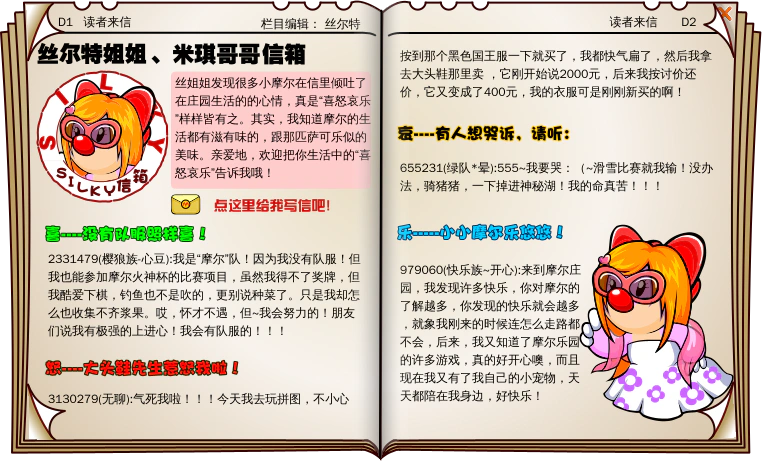 D1 读者来信
栏目编辑： 丝尔特
丝尔特姐姐、米琪哥哥信箱
SILKY
SILKY信箱
丝姐姐发现很多小摩尔在信里倾吐了
在庄园生活的的心情，真是“喜怒哀乐
”样样皆有之。其实，我知道摩尔的生
活都有滋有味的，跟那匹萨可乐似的
美味。亲爱地，欢迎把你生活中的“喜
怒哀乐”告诉我哦！
点这里给我写信吧！
喜----没有队服照样喜！
2331479(樱狼族-心豆):我是“摩尔”队！因为我没有队服！但
我也能参加摩尔火神杯的比赛项目，虽然我得不了奖牌，但
我酷爱下棋，钓鱼也不是吹的，更别说种菜了。只是我却怎
么也收集不齐浆果。哎，怀才不遇，但~我会努力的！朋友
们说我有极强的上进心！我会有队服的！！！
怒----大头鞋先生惹怒我啦！
3130279(无聊):气死我啦！！！今天我去玩拼图，不小心
读者来信 D2
按到那个黑色国王服一下就买了，我都快气扁了，然后我拿
去大头鞋那里卖 ，它刚开始说2000元，后来我按讨价还
价，它又变成了400元，我的衣服可是刚刚新买的啊！
哀----有人想哭诉，请听：
655231(绿队*晕):555~我要哭： （~滑雪比赛就我输！没办
法，骑猪猪，一下掉进神秘湖！我的命真苦！！！
乐-----小小摩尔乐悠悠！
979060(快乐族~开心):来到摩尔庄
园，我发现许多快乐，你对摩尔的
了解越多，你发现的快乐就会越多
，就象我刚来的时候连怎么走路都
不会，后来，我又知道了摩尔乐园
的许多游戏，真的好开心噢，而且
现在我又有了我自己的小宠物，天
天都陪在我身边，好快乐！